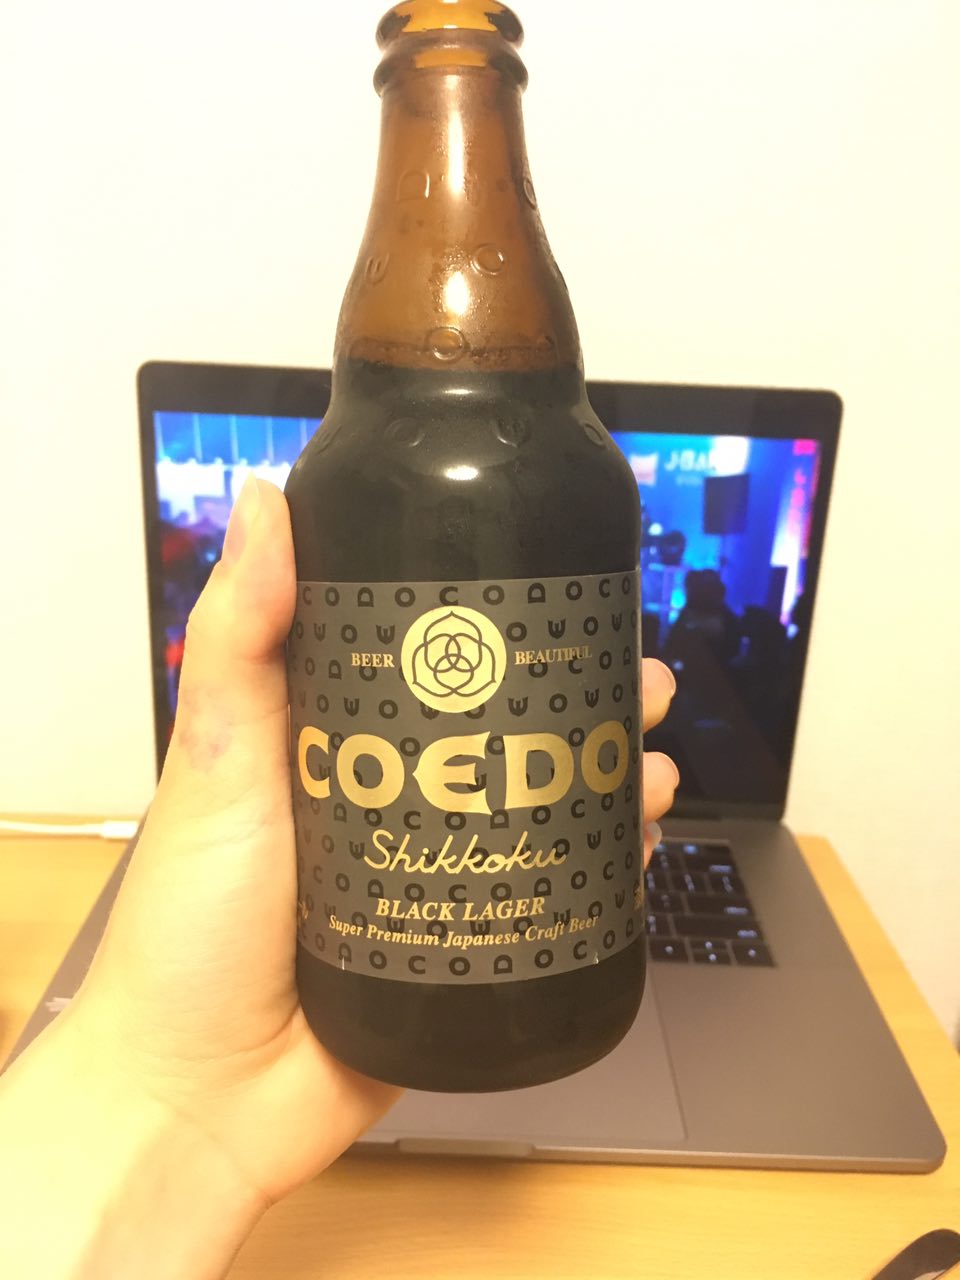 BEER BEAUTIFUL
COEDO
Shikkoku
BLACK LAGER
Super Premium Japanese Craft Beer